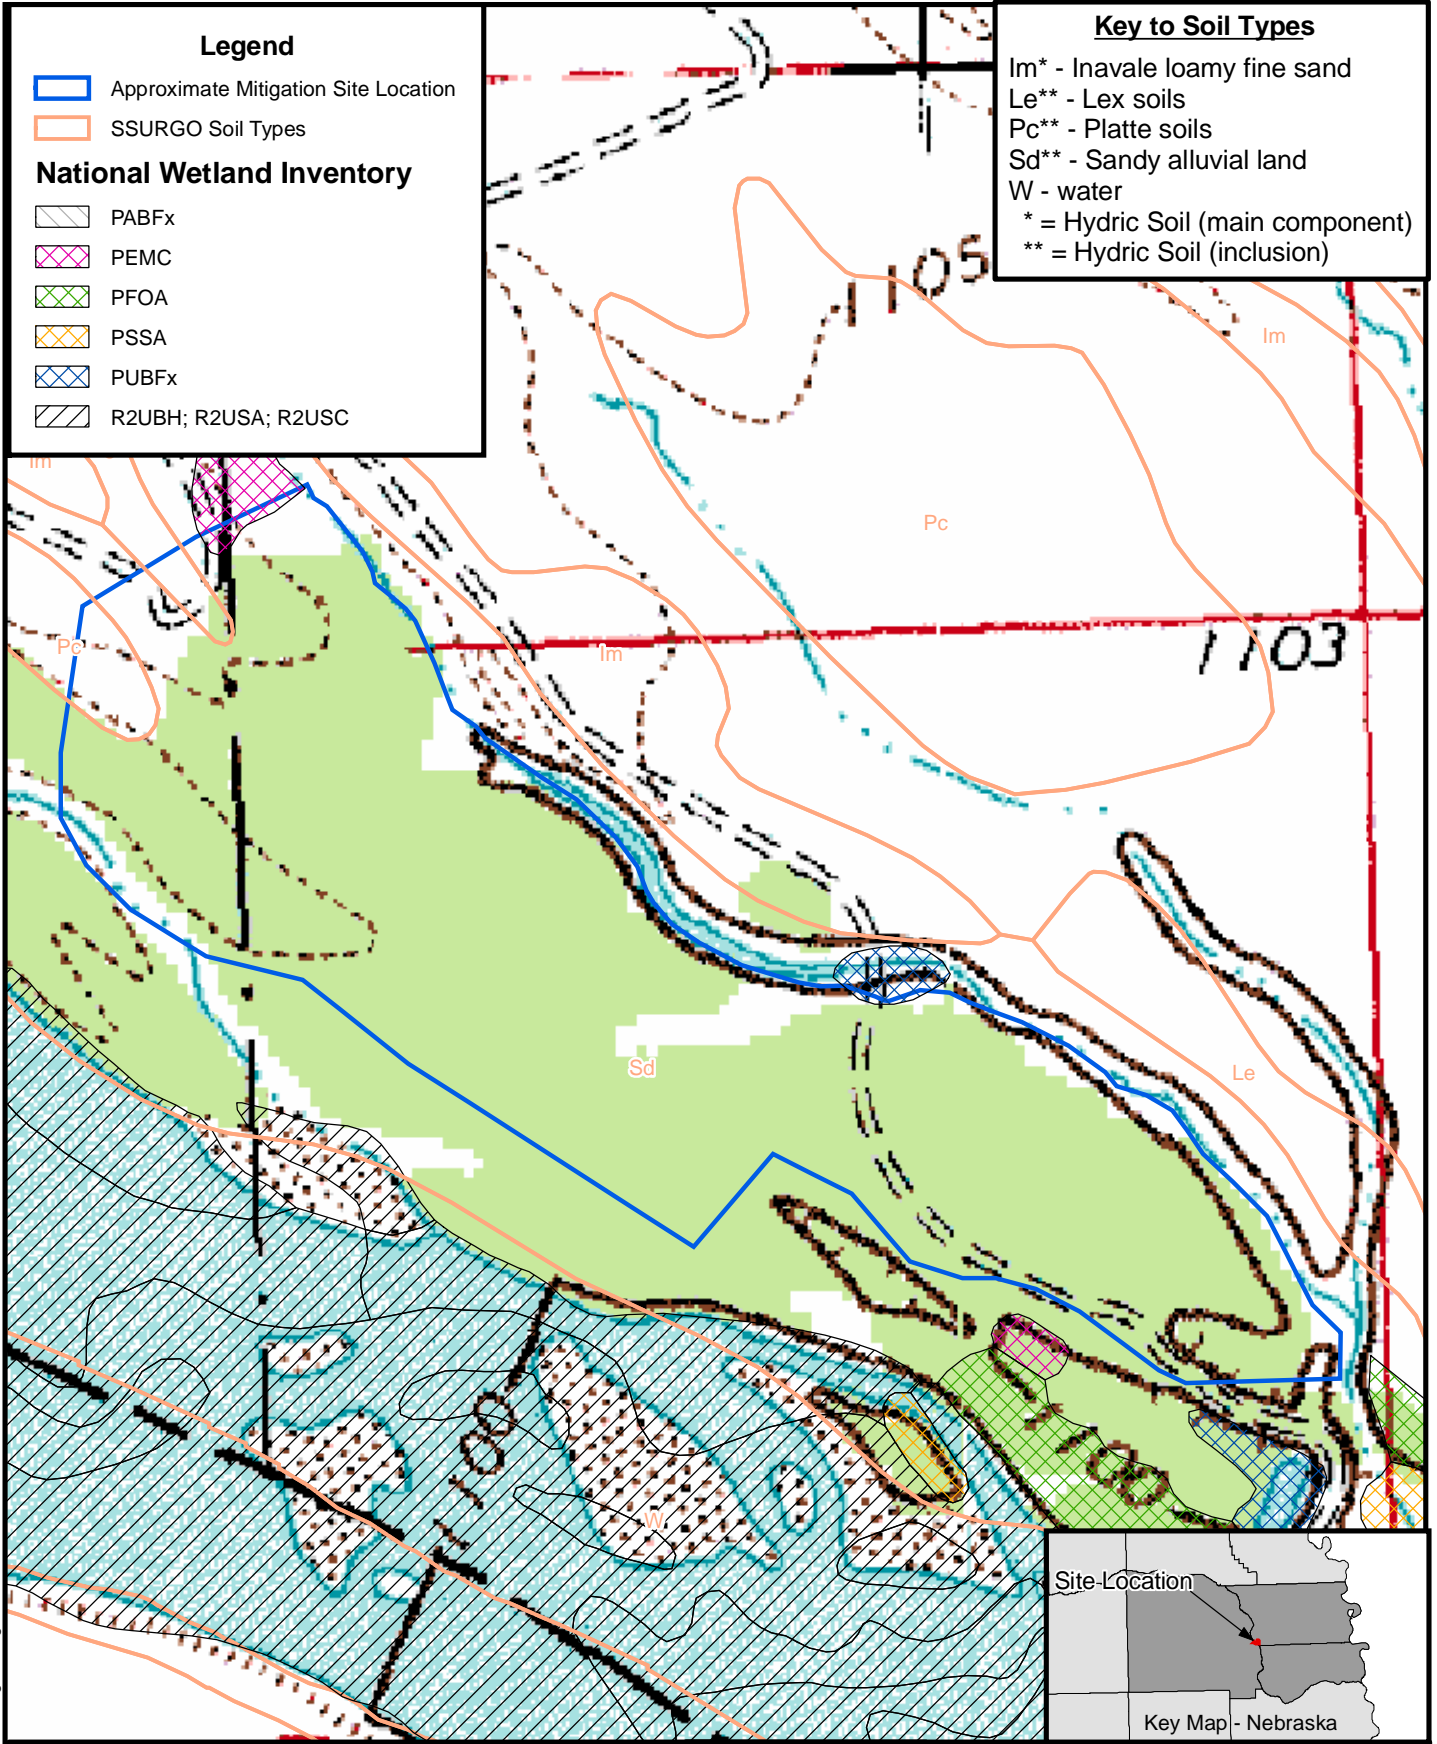 Legend
Approximate Mitigation Site Location
SSURGO Soil Types
National Wetland Inventory
PABFx
PEMC
PFOA
PSSA
PUBFx
R2UBH; R2USA; R2USC
Key to Soil Types
Im* - Inavale loamy fine sand
Le** - Lex soils
Pc** - Platte soils
Sd** - Sandy alluvial land
W - water
* = Hydric Soil (main component)
** = Hydric Soil (inclusion)
1105
Im
Im
Pc
1103
Pc
Im
Sd
Le
1100
1100
W
Site Location
Key Map - Nebraska